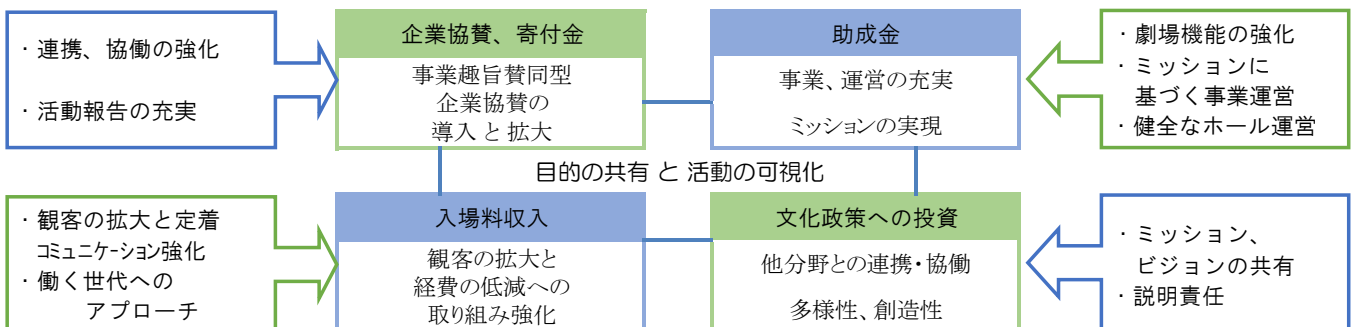 ・連携、協働の強化
・活動報告の充実
企業協賛、寄付金
事業趣旨賛同型
企業協賛の
導入 と 拡大
助成金
事業、運営の充実
ミッションの実現
・劇場機能の強化
・ミッションに
基づく事業運営
・健全なホール運営
目的の共有 と 活動の可視化
・観客の拡大と定着
コミュニケーション強化
・働く世代への
アプローチ
入場料収入
観客の拡大と
経費の低減への
取り組み強化
文化政策への投資
他分野との連携・協働
多様性、創造性
・ミッション、
ビジョンの共有
・説明責任